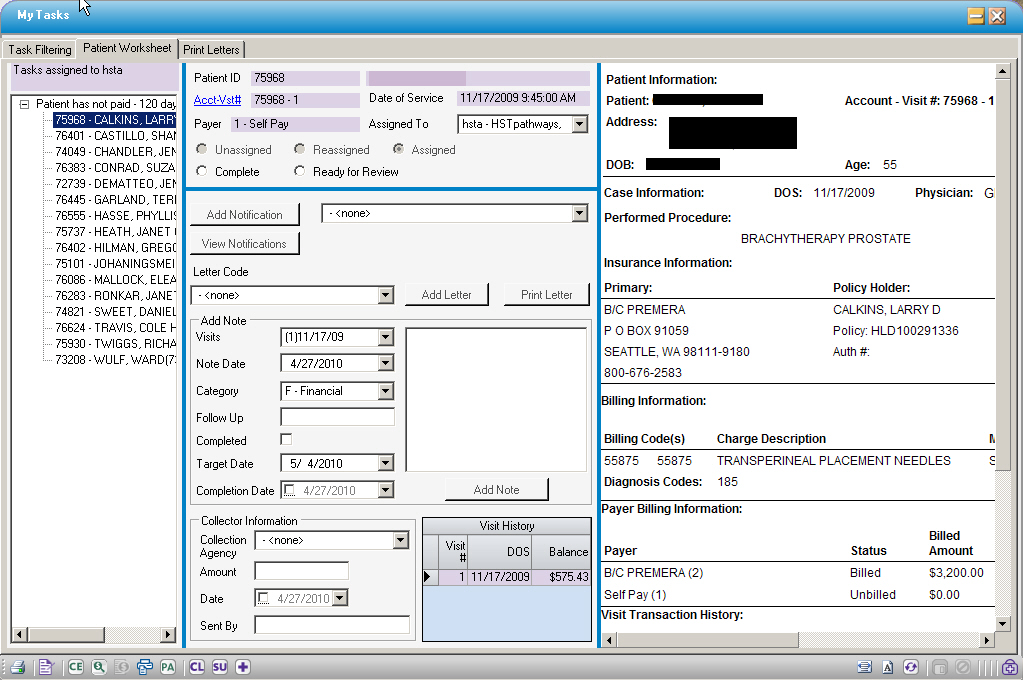 MyTasks
Task Filtering Patient Worksheet Print Letters
Tasks assigned to hsta
Patient has not paid - 120 day
75968 - CALKINS, LARRY
76401 - CASTILLO, SHAN
74049 - CHANDLER, JEN
76383 - CONRAD, SUZA
72739 - DEMATTEO, JEN
76445 - GARLAND, TERI
76555 - HASSE, PHYLLIS
75737 - HEATH, JANET
76402 - HILMAN, GREGO
75101 - JOHANINGSMEI
76086 - MALLOCK, ELEA
76283 - RONKAR, JANET
74821 - SWEET, DANIEL
76624 - TRAVIS, COLE H
75930 - TWIGGS, RICHA
73208 - WULF, WARD(73
Patient ID 75968
Acct-Vst# 75968 - 1 Date of Service 11/17/2009 9:45:00 AM
Payer 1 - Self Pay Assigned To hsta - HSTpathways,
Unassigned Reassigned Assigned
Complete Ready for Review
Add Notification - <none>
View Notifications
Letter Code
- <none> Add Letter Print Letter
Add Note
Visits (1)11/17/09
Note Date 4/27/2010
Category F - Financial
Follow Up
Completed
Target Date 5/ 4/2010
Completion Date 4/27/2010 Add Note
Collector Information
Collection Agency - <none>
Amount
Date 4/27/2010
Sent By
Visit History
Visit # DOS Balance
1 11/17/2009 $575.43
Patient Information:
Patient: Account - Visit #: 75968 - 1
Address:
DOB: Age: 55
Case Information: DOS: 11/17/2009 Physician: G
Performed Procedure:
BRACHYTHERAPY PROSTATE
Insurance Information:
Primary: Policy Holder:
B/C PREMERA CALKINS, LARRY D
P O BOX 91059 Policy: HLD100291336
SEATTLE, WA 98111-9180 Auth #:
800-676-2583
Billing Information:
Billing Code(s) Charge Description
55875 55875 TRANSPERINEAL PLACEMENT NEEDLES S
Diagnosis Codes: 185
Payer Billing Information:
Payer Status Billed Amount
B/C PREMERA (2) Billed $3,200.00
Self Pay (1) Unbilled $0.00
Visit Transaction History:
CE PA CL SU A